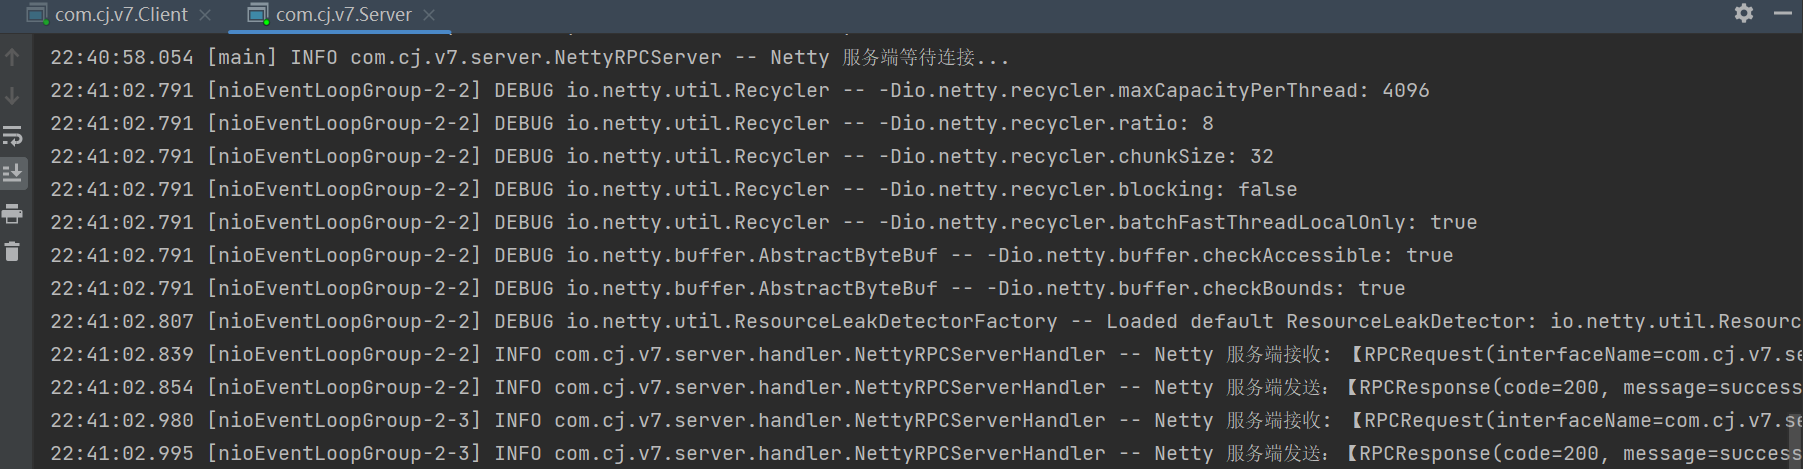 com.cj.v7.Client com.cj.v7.Server
22:40:58.054 [main] INFO com.cj.v7.server.NettyRPCServer -- Netty 服务端等待连接...
22:41:02.791 [nioEventLoopGroup-2-2] DEBUG io.netty.util.Recycler -- -Dio.netty.recycler.maxCapacityPerThread: 4096
22:41:02.791 [nioEventLoopGroup-2-2] DEBUG io.netty.util.Recycler -- -Dio.netty.recycler.ratio: 8
22:41:02.791 [nioEventLoopGroup-2-2] DEBUG io.netty.util.Recycler -- -Dio.netty.recycler.chunkSize: 32
22:41:02.791 [nioEventLoopGroup-2-2] DEBUG io.netty.util.Recycler -- -Dio.netty.recycler.blocking: false
22:41:02.791 [nioEventLoopGroup-2-2] DEBUG io.netty.util.Recycler -- -Dio.netty.recycler.batchFastThreadLocalOnly: true
22:41:02.791 [nioEventLoopGroup-2-2] DEBUG io.netty.buffer.AbstractByteBuf -- -Dio.netty.buffer.checkAccessible: true
22:41:02.791 [nioEventLoopGroup-2-2] DEBUG io.netty.buffer.AbstractByteBuf -- -Dio.netty.buffer.checkBounds: true
22:41:02.807 [nioEventLoopGroup-2-2] DEBUG io.netty.util.ResourceLeakDetectorFactory -- Loaded default ResourceLeakDetector: io.netty.util.Resourc
22:41:02.839 [nioEventLoopGroup-2-2] INFO com.cj.v7.server.handler.NettyRPCServerHandler -- Netty 服务端接收: 【RPCRequest(interfaceName=com.cj.v7.se
22:41:02.854 [nioEventLoopGroup-2-2] INFO com.cj.v7.server.handler.NettyRPCServerHandler -- Netty 服务端发送：【RPCResponse(code=200, message=success
22:41:02.980 [nioEventLoopGroup-2-3] INFO com.cj.v7.server.handler.NettyRPCServerHandler -- Netty 服务端接收: 【RPCRequest(interfaceName=com.cj.v7.se
22:41:02.995 [nioEventLoopGroup-2-3] INFO com.cj.v7.server.handler.NettyRPCServerHandler -- Netty 服务端发送：【RPCResponse(code=200, message=success